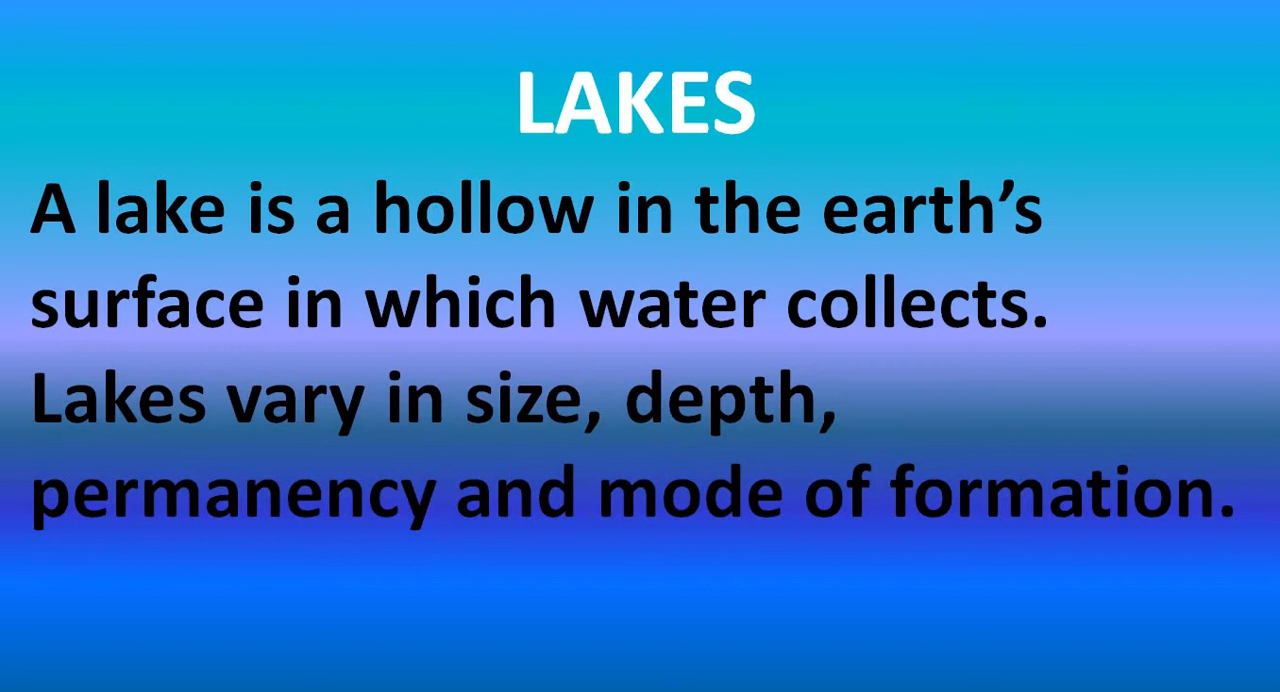 LAKES
A lake is a hollow in the earth’s
surface in which water collects.
Lakes vary in size, depth,
permanency and mode of formation.